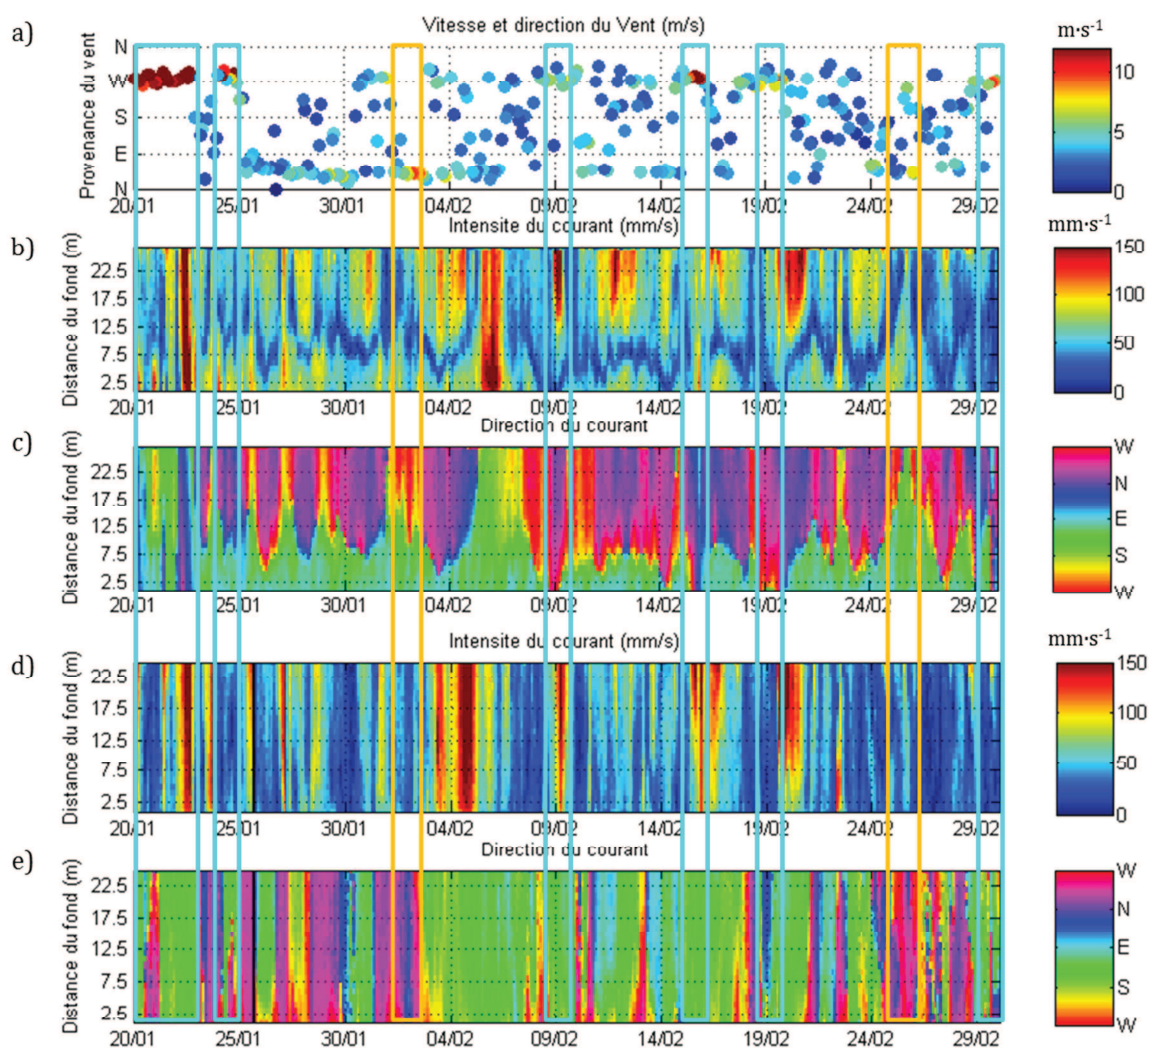 a)
Vitesse et direction du Vent (m/s)
Provenance du vent
N
W
S
E
N
20/01 25/01 30/01 04/02 09/02 14/02 19/02 24/02 29/02
m·s⁻¹
10
5
0
b)
Intensite du courant (mm/s)
Distance du fond (m)
22.5
17.5
12.5
7.5
2.5
20/01 25/01 30/01 04/02 09/02 14/02 19/02 24/02 29/02
mm·s⁻¹
150
100
50
0
c)
Direction du courant
Distance du fond (m)
22.5
17.5
12.5
7.5
2.5
20/01 25/01 30/01 04/02 09/02 14/02 19/02 24/02 29/02
W
N
E
S
W
d)
Intensite du courant (mm/s)
Distance du fond (m)
22.5
17.5
12.5
7.5
2.5
20/01 25/01 30/01 04/02 09/02 14/02 19/02 24/02 29/02
mm·s⁻¹
150
100
50
0
e)
Direction du courant
Distance du fond (m)
22.5
17.5
12.5
7.5
2.5
20/01 25/01 30/01 04/02 09/02 14/02 19/02 24/02 29/02
W
N
E
S
W